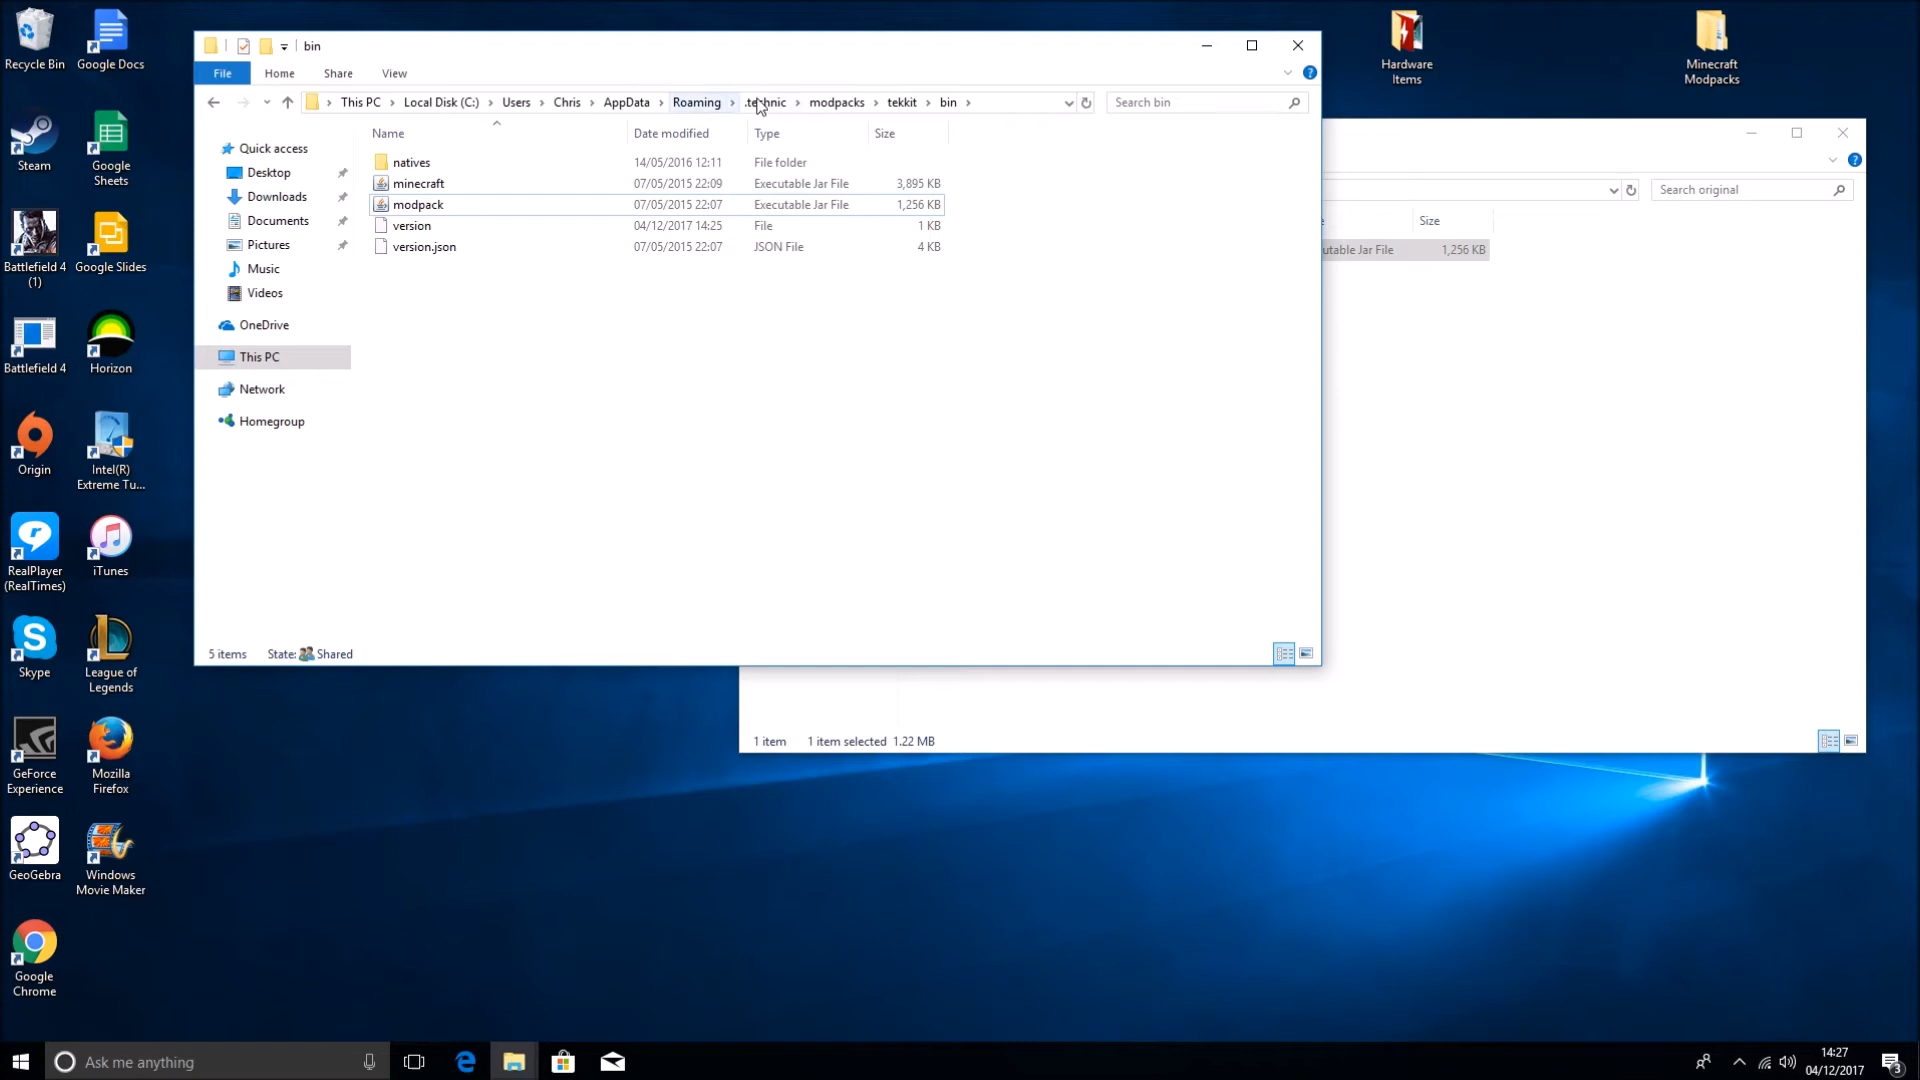 Recycle Bin
Google Docs
Steam
Google
Sheets
Battlefield 4
(1)
Google Slides
Battlefield 4
Horizon
Origin
Intel(R)
Extreme Tu...
RealPlayer
(RealTimes)
iTunes
Skype
League of
Legends
GeForce
Experience
Mozilla
Firefox
GeoGebra
Windows
Movie Maker
Google
Chrome
Hardware
Items
Minecraft
Modpacks
bin
File Home Share View
This PC Local Disk (C:) Users Chris AppData Roaming .technic modpacks tekkit bin
Search bin
Quick access
Desktop
Downloads
Documents
Pictures
Music
Videos
OneDrive
This PC
Network
Homegroup
Name Date modified Type Size
natives 14/05/2016 12:11 File folder
minecraft 07/05/2015 22:09 Executable Jar File 3,895 KB
modpack 07/05/2015 22:07 Executable Jar File 1,256 KB
version 04/12/2017 14:25 File 1 KB
version.json 07/05/2015 22:07 JSON File 4 KB
5 items State: Shared
Search original
Size
utable Jar File 1,256 KB
1 item 1 item selected 1.22 MB
Ask me anything
14:27
04/12/2017
3